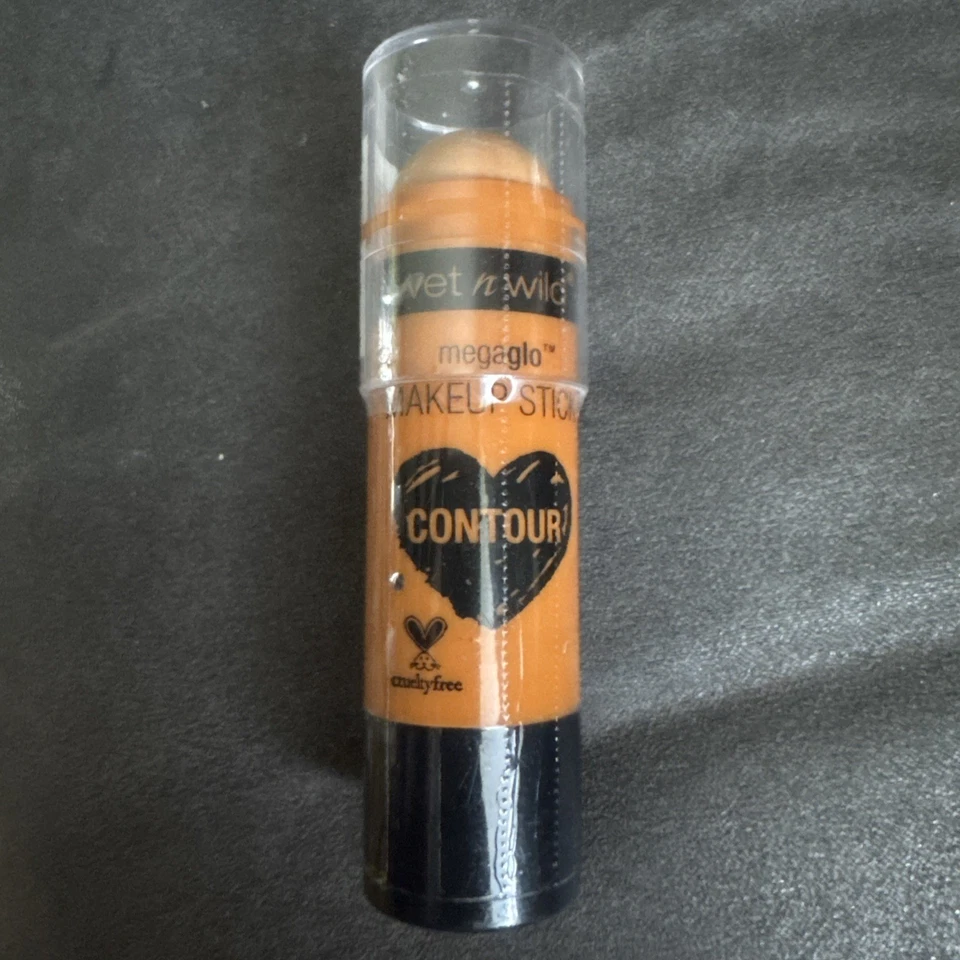 wet n wild
megaglo™
MAKEUP STICK
CONTOUR
crueltyfree